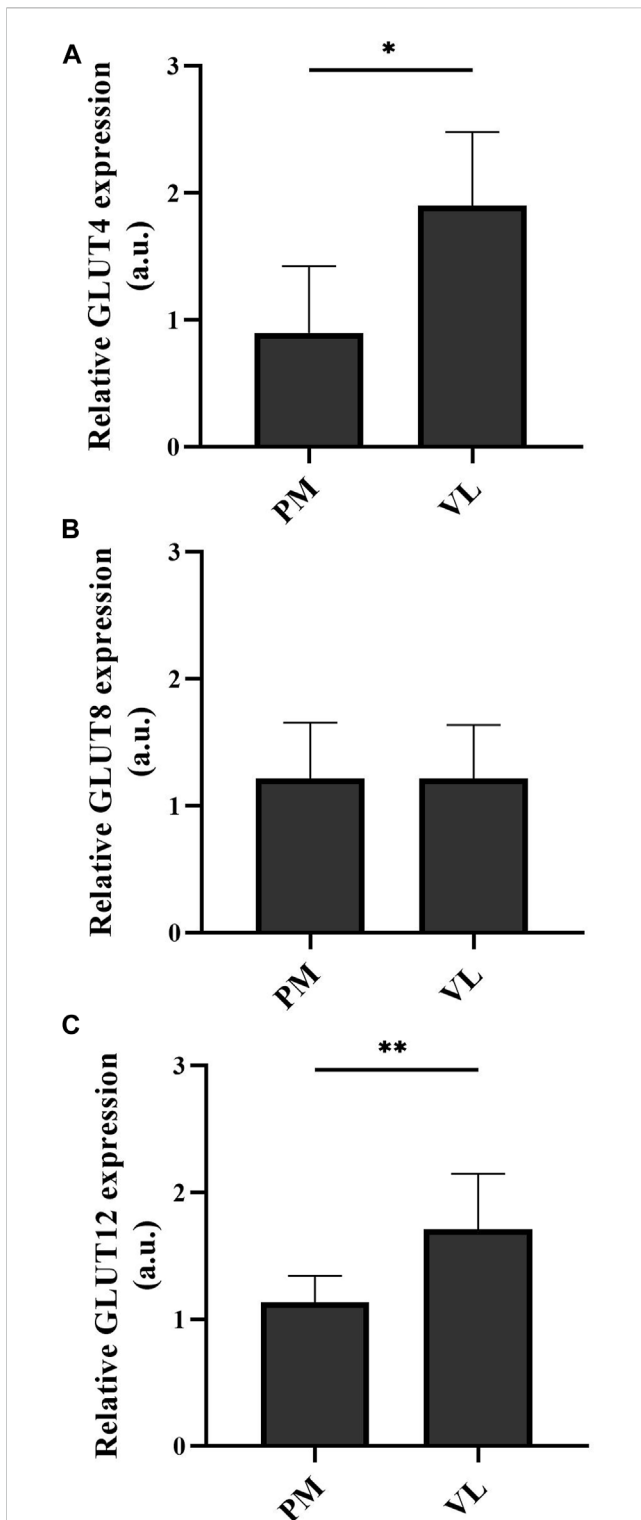 A
Relative GLUT4 expression
(a.u.)
3
2
1
0
*
PM
VL
B
Relative GLUT8 expression
(a.u.)
3
2
1
0
PM
VL
C
Relative GLUT12 expression
(a.u.)
3
2
1
0
**
PM
VL